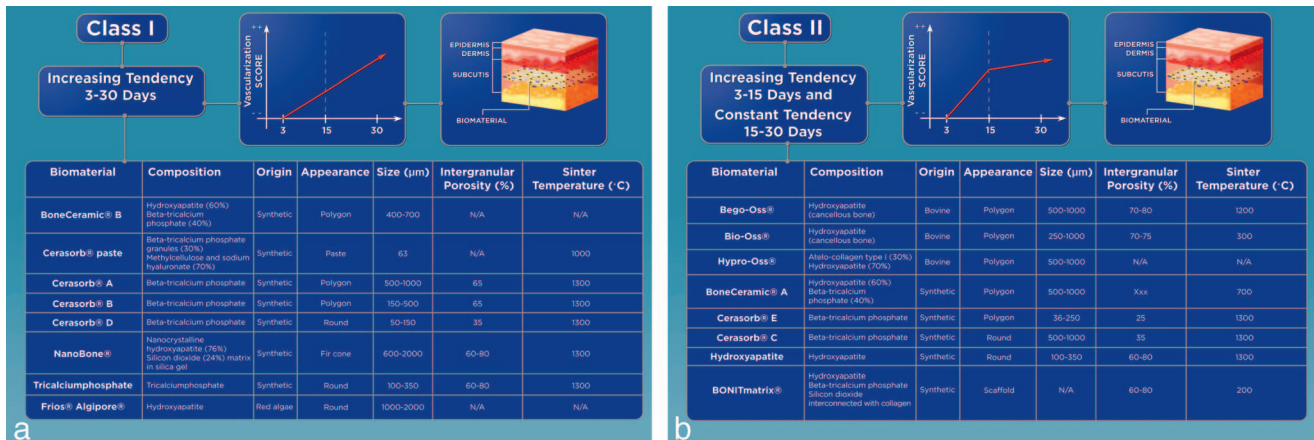 Class I
Increasing Tendency
3-30 Days
++
Vascularization
SCORE
--
3
15
30
EPIDERMIS
DERMIS
SUBCUTIS
BIOMATERIAL
Biomaterial Composition Origin Appearance Size (µm) Intergranular Porosity (%) Sinter Temperature (°C)
BoneCeramic® B Hydroxyapatite (60%) Beta-tricalcium phosphate (40%) Synthetic Polygon 400-700 N/A N/A
Cerasorb® paste Beta-tricalcium phosphate granules (30%) Methylcellulose and sodium hyaluronate (70%) Synthetic Paste 63 N/A 1000
Cerasorb® A Beta-tricalcium phosphate Synthetic Polygon 500-1000 65 1300
Cerasorb® B Beta-tricalcium phosphate Synthetic Polygon 150-500 65 1300
Cerasorb® D Beta-tricalcium phosphate Synthetic Round 50-150 35 1300
NanoBone® Nanocrystalline hydroxyapatite (76%) Silicon dioxide (24%) matrix in silica gel Synthetic Fir cone 600-2000 60-80 1300
Tricalciumphosphate Tricalciumphosphate Synthetic Round 100-350 60-80 1300
Frios® Algipore® Hydroxyapatite Red algae Round 1000-2000 N/A N/A
a
Class II
Increasing Tendency
3-15 Days and
Constant Tendency
15-30 Days
++
Vascularization
SCORE
--
3
15
30
EPIDERMIS
DERMIS
SUBCUTIS
BIOMATERIAL
Biomaterial Composition Origin Appearance Size (µm) Intergranular Porosity (%) Sinter Temperature (°C)
Bego-Oss® Hydroxyapatite (cancellous bone) Bovine Polygon 500-1000 70-80 1200
Bio-Oss® Hydroxyapatite (cancellous bone) Bovine Polygon 250-1000 70-75 300
Hypro-Oss® Atelo-collagen type I (30%) Hydroxyapatite (70%) Bovine Polygon 500-1000 N/A N/A
BoneCeramic® A Hydroxyapatite (60%) Beta-tricalcium phosphate (40%) Synthetic Polygon 500-1000 Xxx 700
Cerasorb® E Beta-tricalcium phosphate Synthetic Polygon 36-250 25 1300
Cerasorb® C Beta-tricalcium phosphate Synthetic Round 500-1000 35 1300
Hydroxyapatite Hydroxyapatite Synthetic Round 100-350 60-80 1300
BONITmatrix® Hydroxyapatite Beta-tricalcium phosphate Silicon dioxide interconnected with collagen Synthetic Scaffold N/A 60-80 200
b